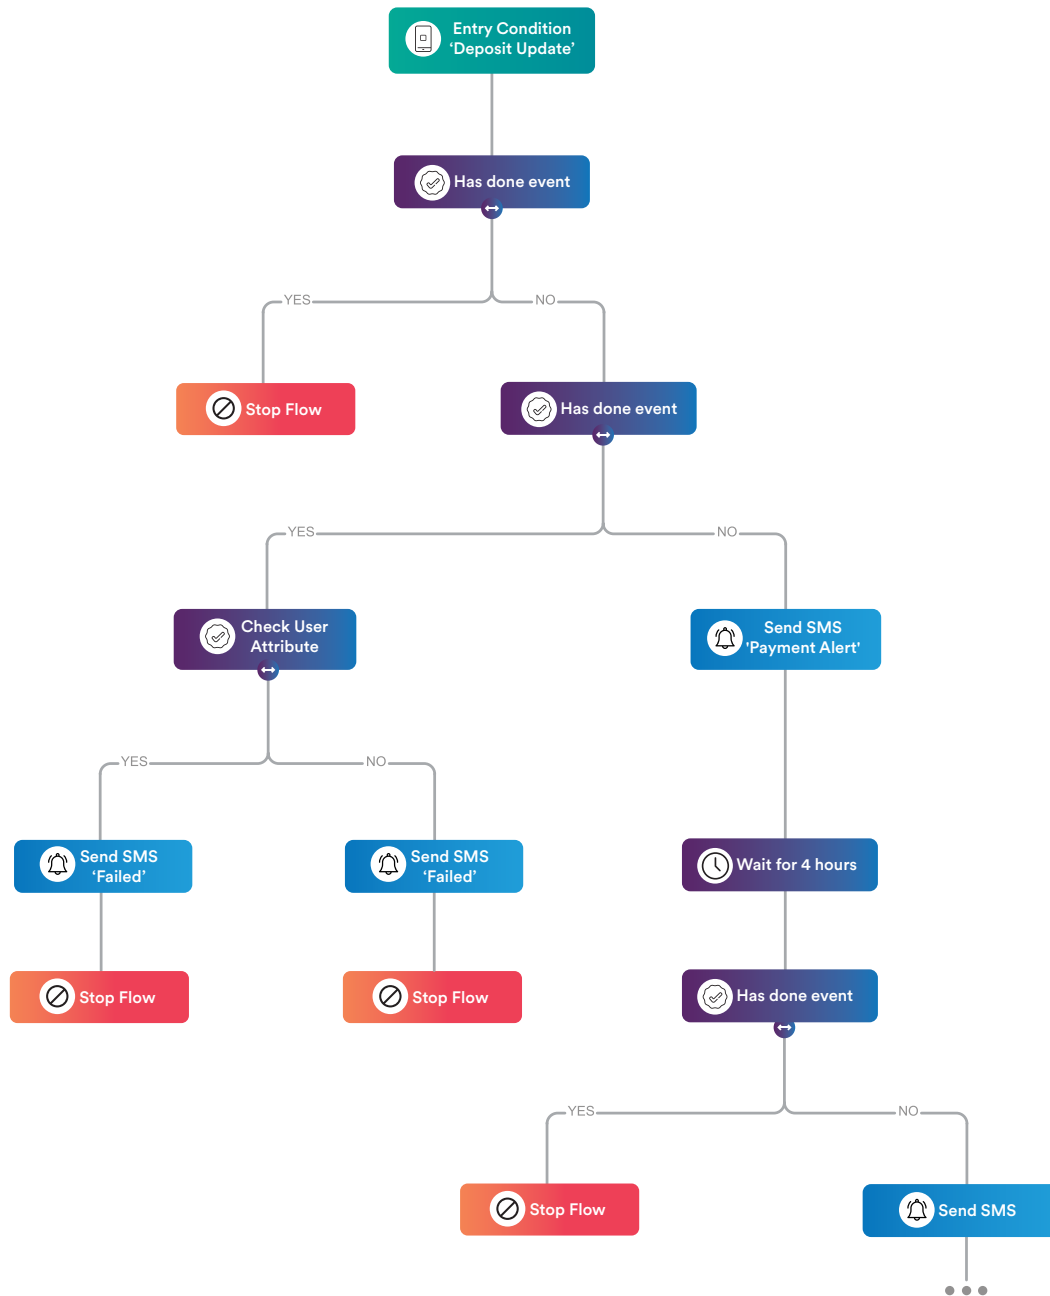 Entry Condition
‘Deposit Update’
Has done event
YES
NO
Stop Flow
Has done event
YES
NO
Check User
Attribute
Send SMS
'Payment Alert'
YES
NO
Send SMS
‘Failed’
Send SMS
‘Failed’
Wait for 4 hours
Stop Flow
Stop Flow
Has done event
YES
NO
Stop Flow
Send SMS